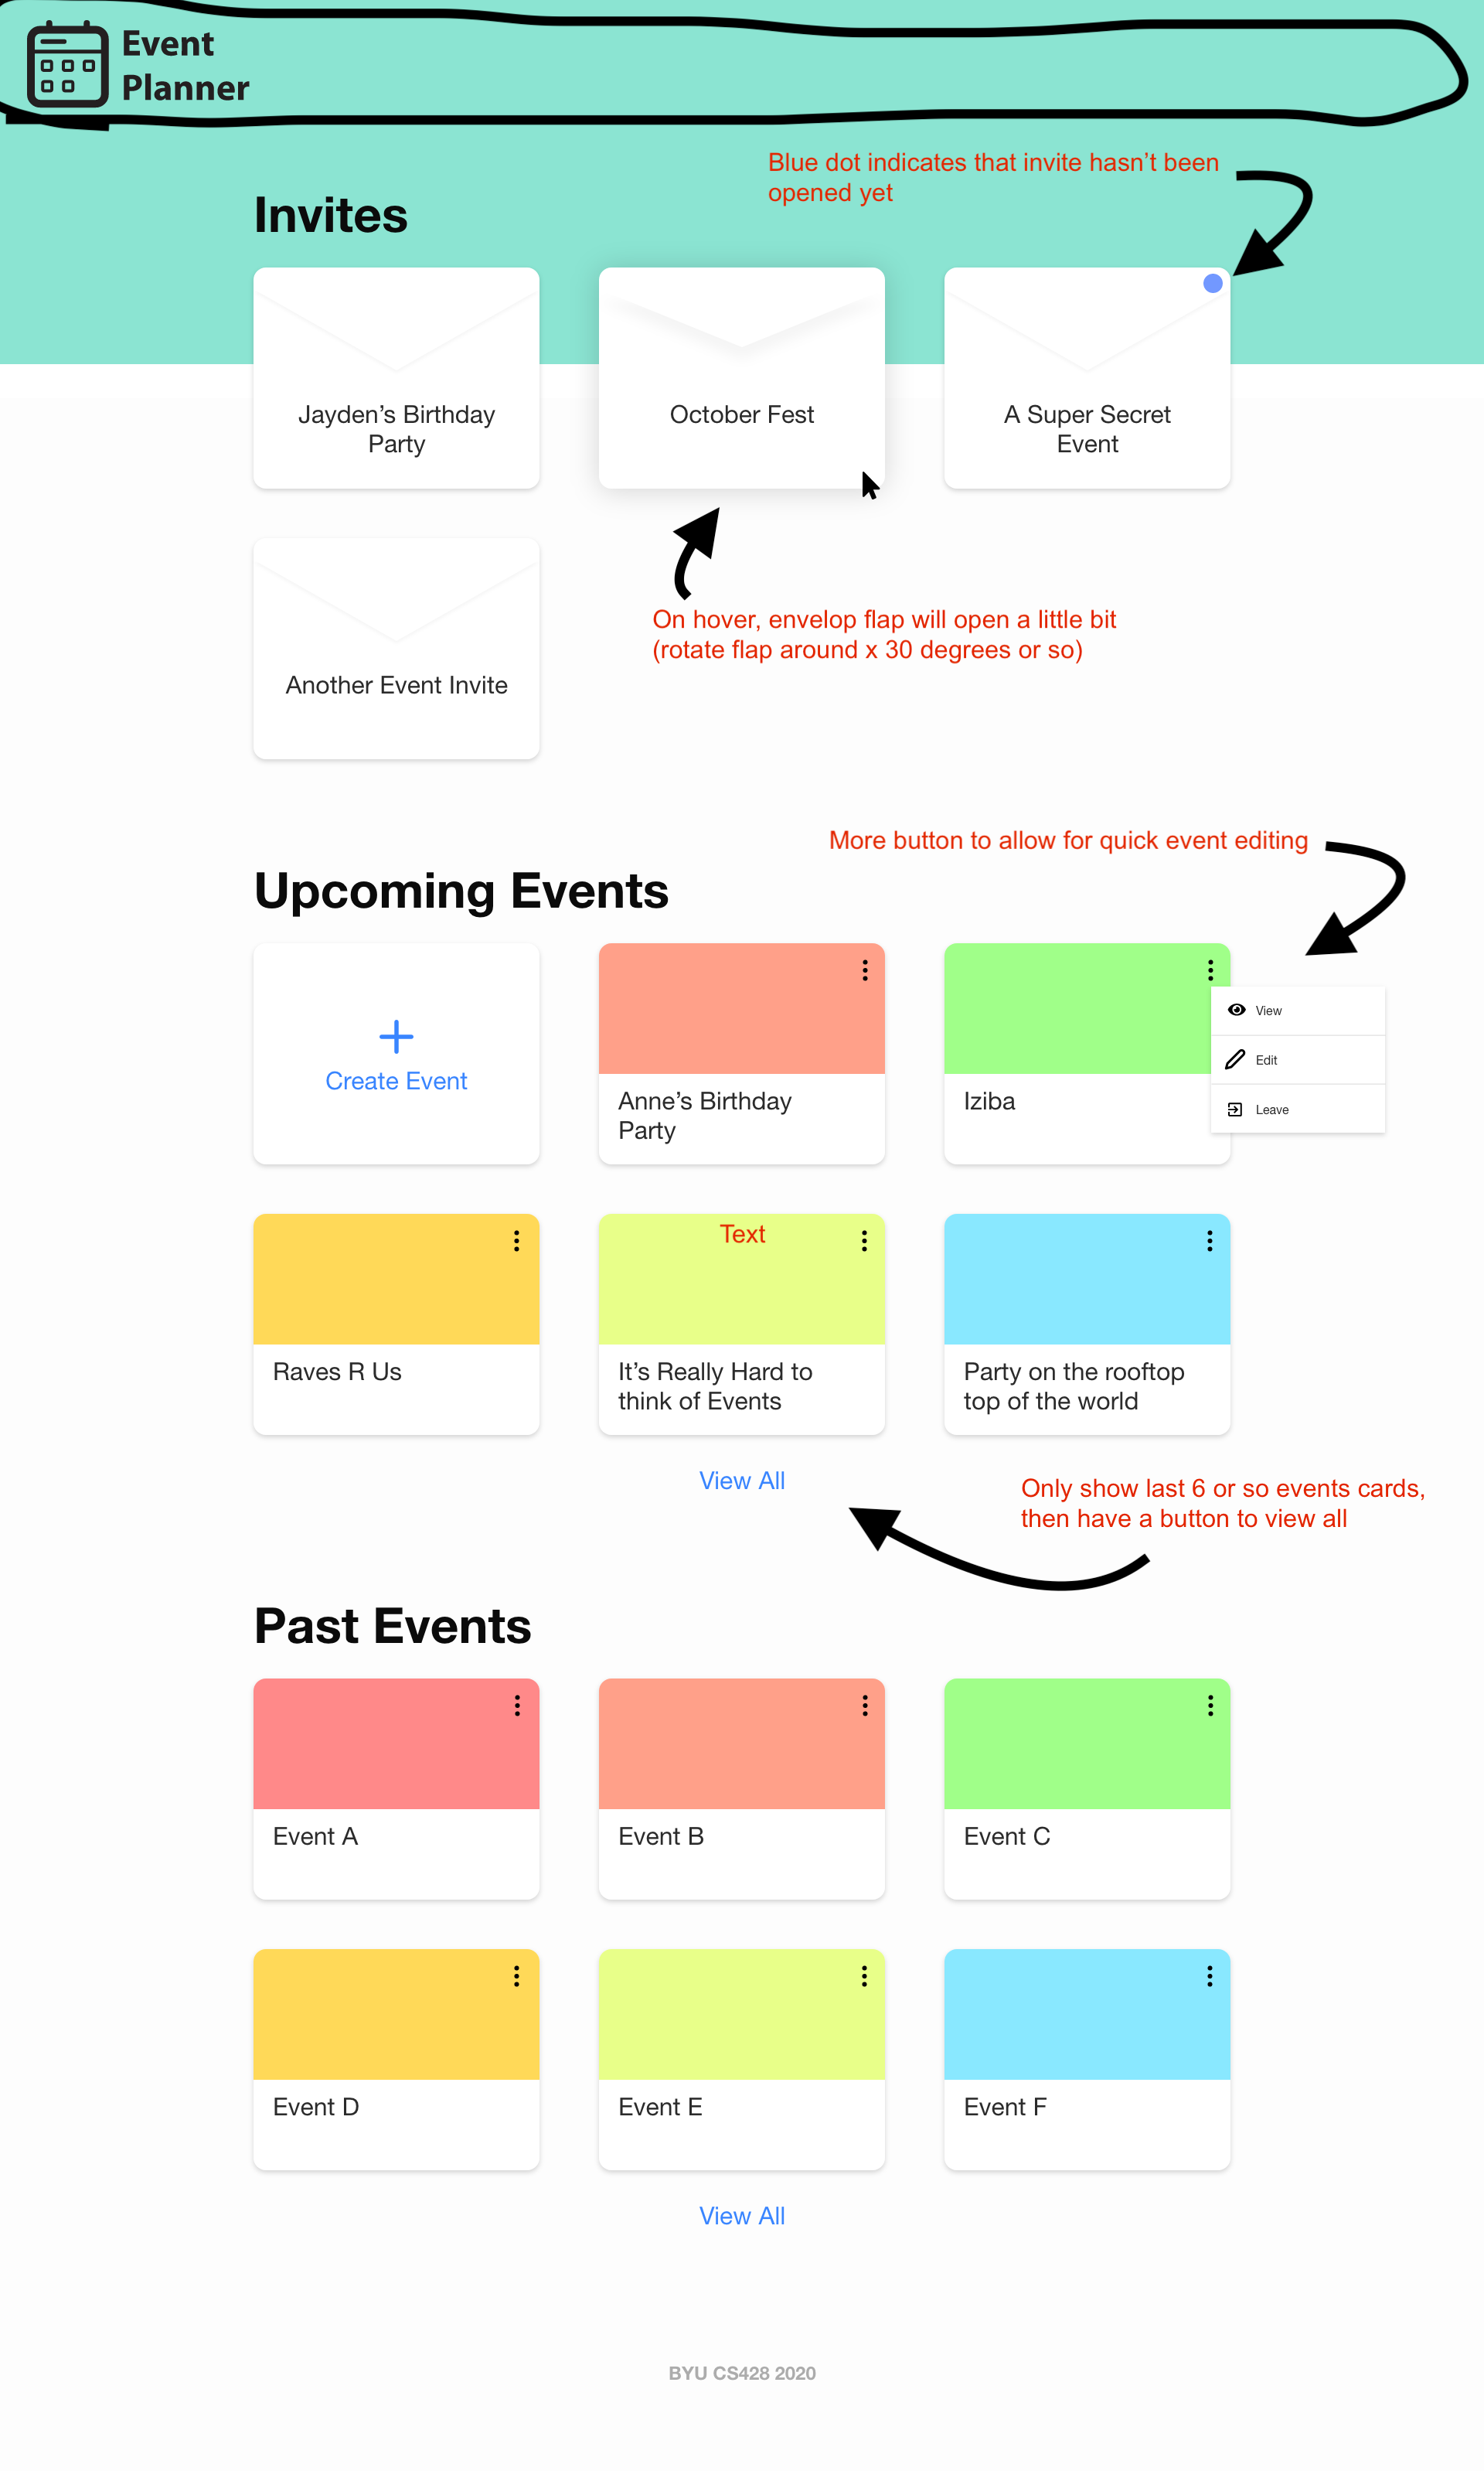 Event
Planner
Blue dot indicates that invite hasn’t been
opened yet
Invites
Jayden’s Birthday
Party
October Fest
A Super Secret
Event
On hover, envelop flap will open a little bit
(rotate flap around x 30 degrees or so)
Another Event Invite
More button to allow for quick event editing
Upcoming Events
Create Event
Anne’s Birthday
Party
Iziba
View
Edit
Leave
Text
Raves R Us
It’s Really Hard to
think of Events
Party on the rooftop
top of the world
View All
Only show last 6 or so events cards,
then have a button to view all
Past Events
Event A
Event B
Event C
Event D
Event E
Event F
View All
BYU CS428 2020